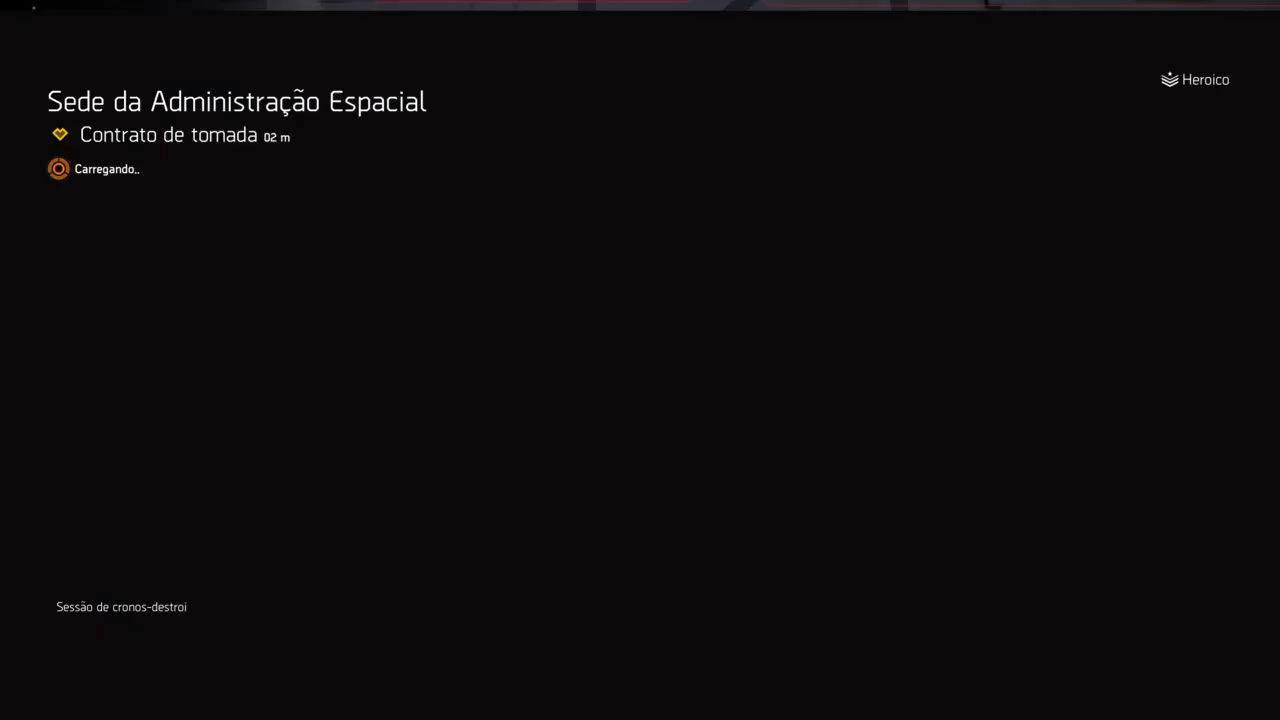 Heroico
Sede da Administração Espacial
Contrato de tomada 02 m
Carregando..
Sessão de cronos-destroi